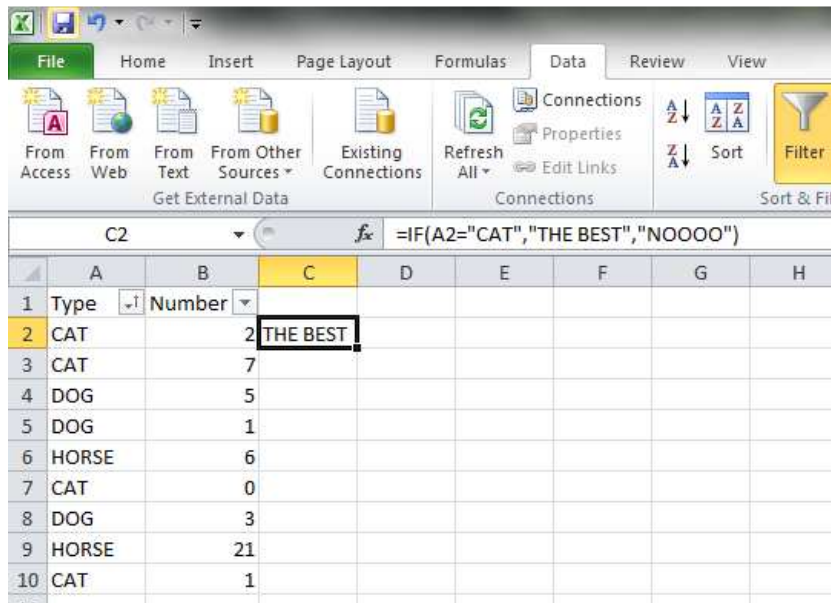 File Home Insert Page Layout Formulas Data Review View
From Access
From Web
From Text
From Other Sources
Existing Connections
Refresh All
Connections
Properties
Edit Links
Sort
Filter
Get External Data
Connections
Sort & Fi
C2 fx =IF(A2="CAT","THE BEST","NOOOO")
A B C D E F G H
1 Type Number
2 CAT 2 THE BEST
3 CAT 7
4 DOG 5
5 DOG 1
6 HORSE 6
7 CAT 0
8 DOG 3
9 HORSE 21
10 CAT 1